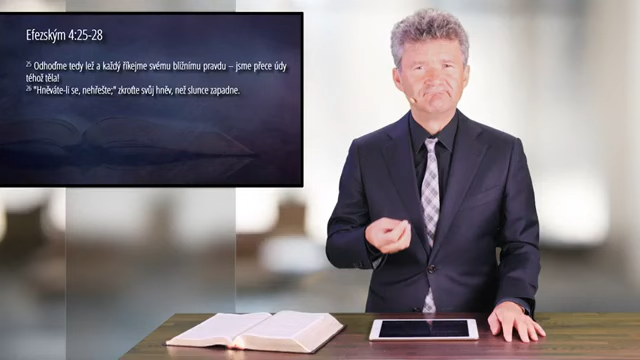 Efezským 4:25-28
25 Odhoďme tedy lež a každý říkejme svému bližnímu pravdu – jsme přece údy
téhož těla!
26 "Hněváte-li se, nehřešte;" zkroťte svůj hněv, než slunce zapadne.